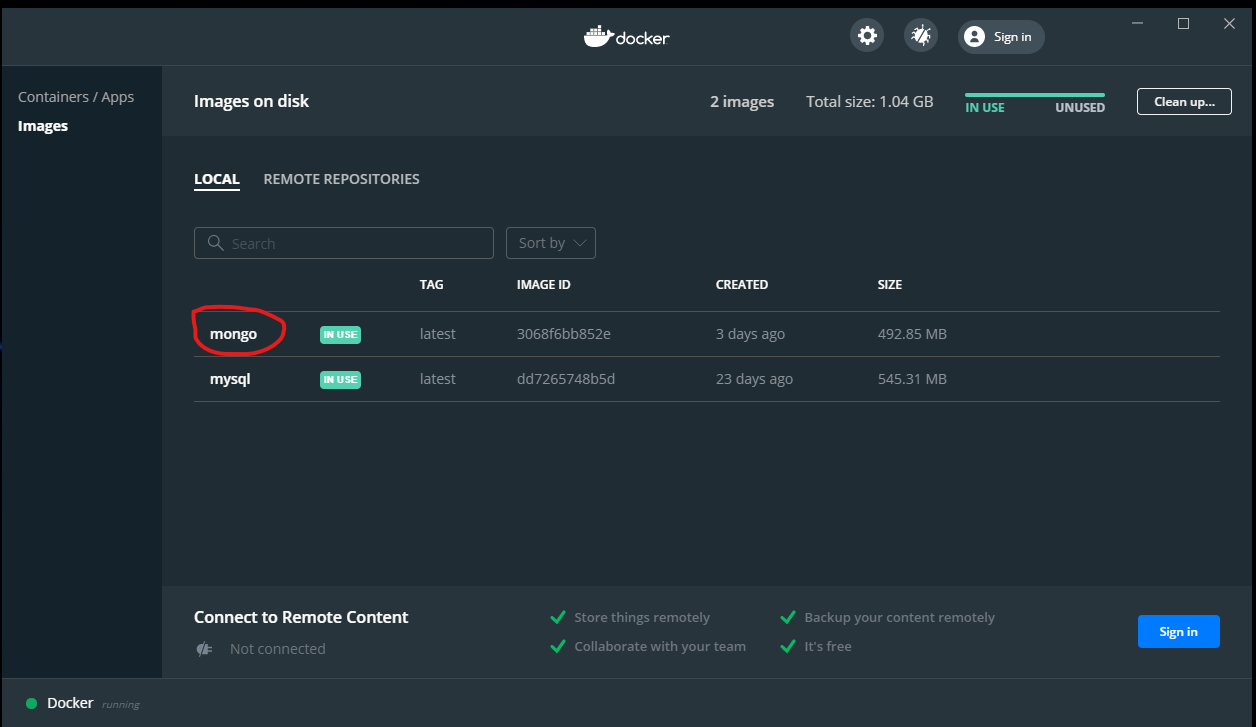 docker
Sign in
Containers / Apps
Images
Images on disk
2 images
Total size: 1.04 GB
IN USE
UNUSED
Clean up...
LOCAL
REMOTE REPOSITORIES
Search
Sort by
TAG
IMAGE ID
CREATED
SIZE
mongo
IN USE
latest
3068f6bb852e
3 days ago
492.85 MB
mysql
IN USE
latest
dd7265748b5d
23 days ago
545.31 MB
Connect to Remote Content
Not connected
Store things remotely
Collaborate with your team
Backup your content remotely
It's free
Sign in
Docker running